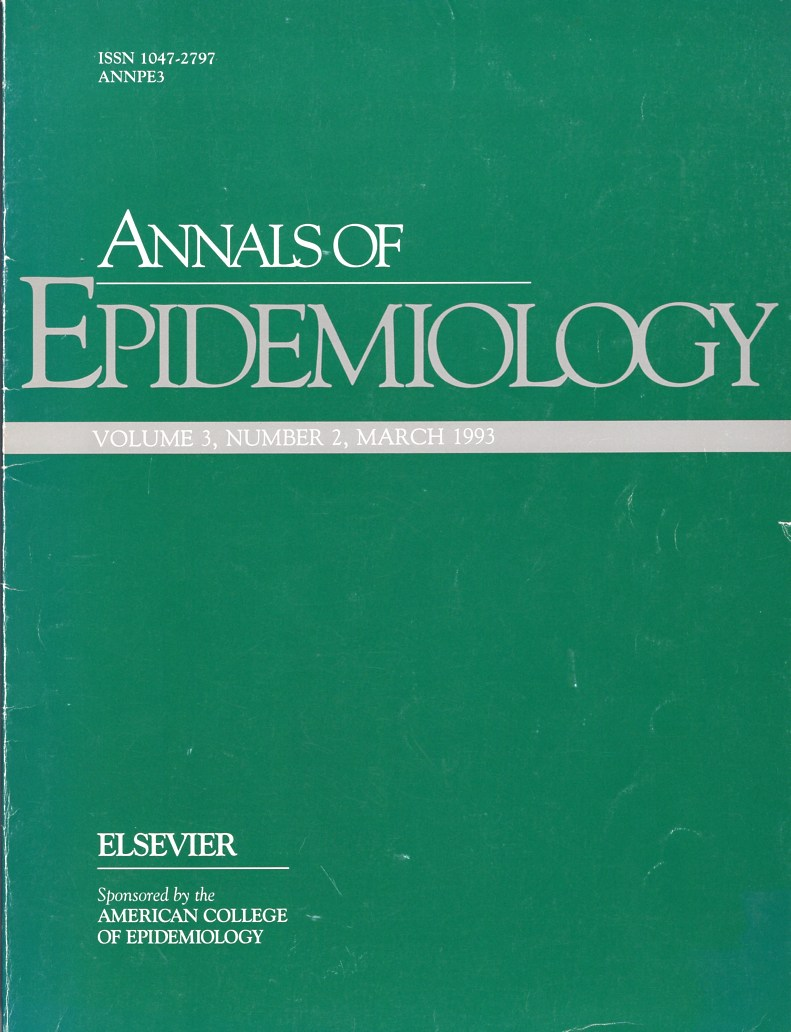 ISSN 1047-2797
ANNPE3
ANNALS OF
EPIDEMIOLOGY
VOLUME 3, NUMBER 2, MARCH 1993
ELSEVIER
Sponsored by the
AMERICAN COLLEGE
OF EPIDEMIOLOGY